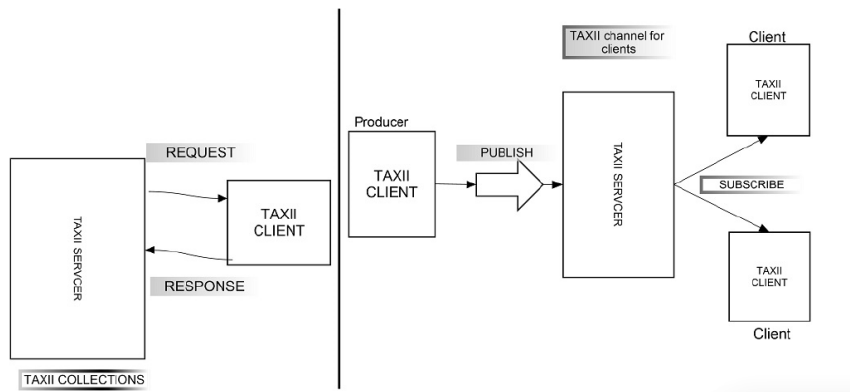 REQUEST
TAXII SERVCER
TAXII
CLIENT
RESPONSE
TAXII COLLECTIONS
TAXII channel for
clients
Producer
TAXII
CLIENT
PUBLISH
TAXII SERVCER
Client
TAXII
CLIENT
SUBSCRIBE
TAXII
CLIENT
Client